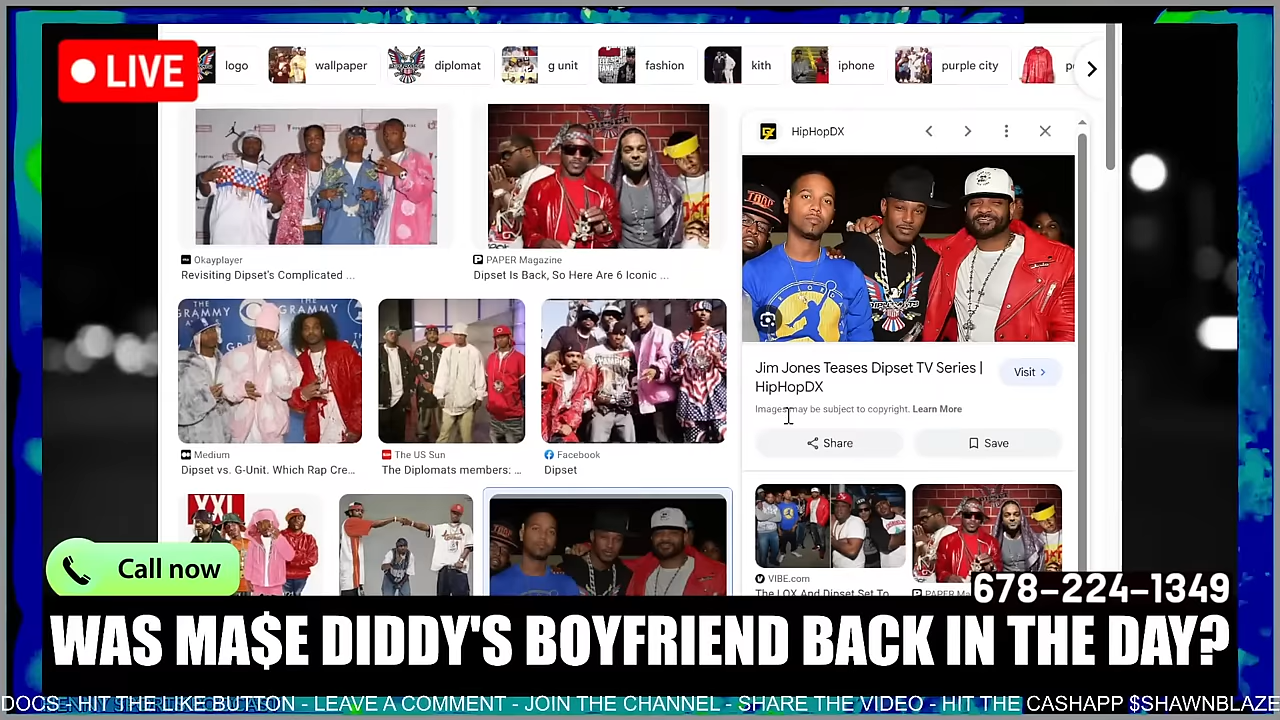 LIVE
logo
wallpaper
diplomat
g unit
fashion
kith
iphone
purple city
HipHopDX
Okayplayer
Revisiting Dipset's Complicated ...
PAPER Magazine
Dipset Is Back, So Here Are 6 Iconic ...
Jim Jones Teases Dipset TV Series |
HipHopDX
Visit
Images may be subject to copyright. Learn More
Share
Save
THE
GRAMMY
THE
GRAMMY
Medium
Dipset vs. G-Unit. Which Rap Cre...
The US Sun
The Diplomats members: ...
Facebook
Dipset
XXL
VIBE.com
The LOX And Dipset Set To
Call now
678-224-1349
WAS MA$E DIDDY'S BOYFRIEND BACK IN THE DAY?
DOCS - HIT THE LIKE BUTTON - LEAVE A COMMENT - JOIN THE CHANNEL - SHARE THE VIDEO - HIT THE CASHAPP $SHAWNBLAZE